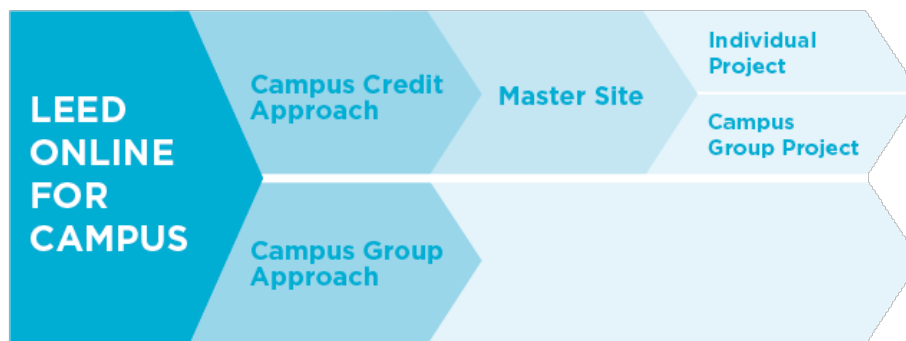 LEED
ONLINE
FOR
CAMPUS
Campus Credit
Approach
Master Site
Individual
Project
Campus
Group Project
Campus Group
Approach